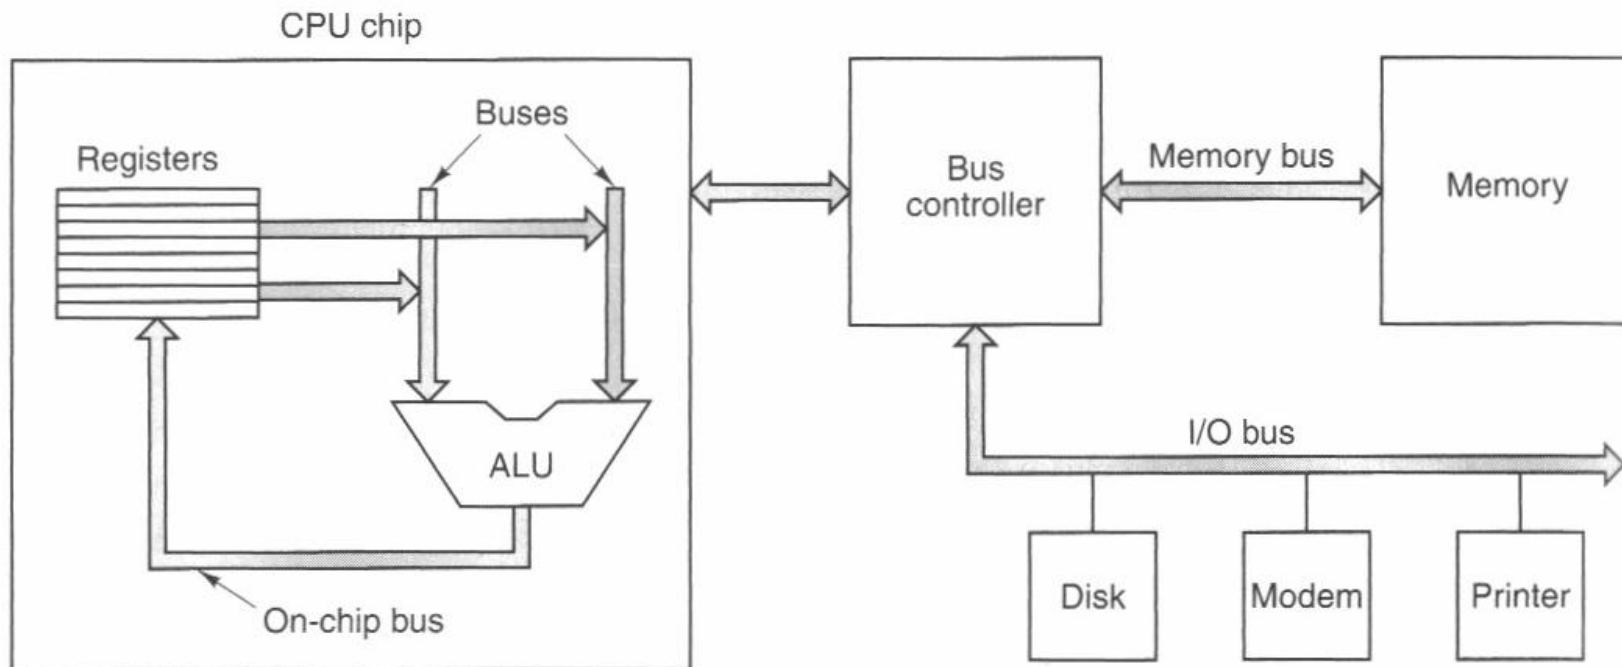 CPU chip
Buses
Registers
ALU
On-chip bus
Bus
controller
Memory bus
Memory
I/O bus
Disk
Modem
Printer